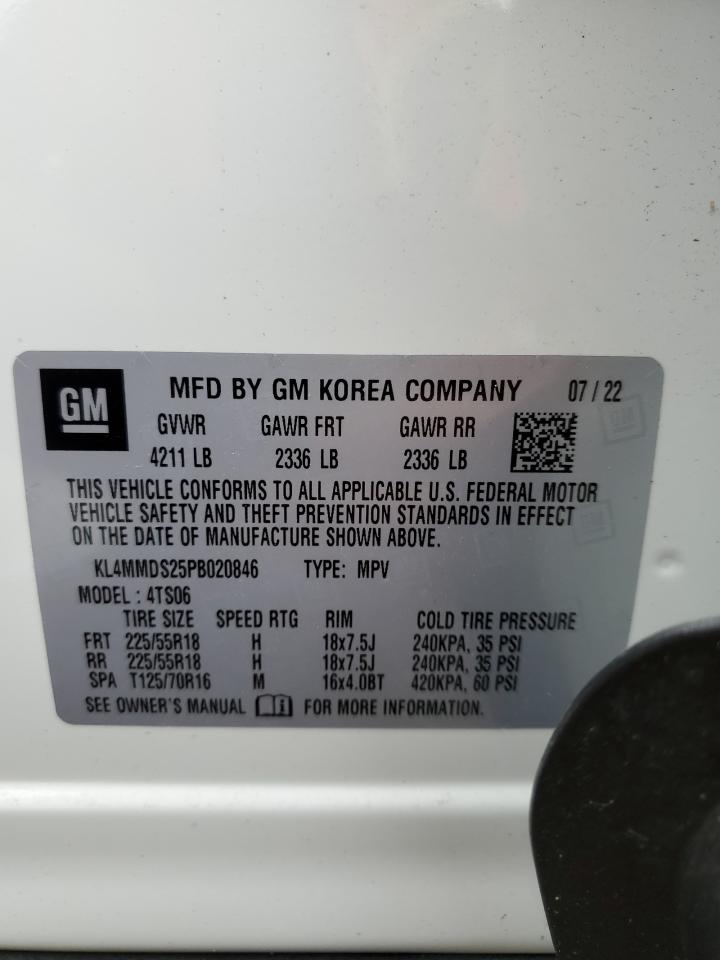 GM MFD BY GM KOREA COMPANY 07 / 22
GVWR GAWR FRT GAWR RR
4211 LB 2336 LB 2336 LB
THIS VEHICLE CONFORMS TO ALL APPLICABLE U.S. FEDERAL MOTOR
VEHICLE SAFETY AND THEFT PREVENTION STANDARDS IN EFFECT
ON THE DATE OF MANUFACTURE SHOWN ABOVE.
KL4MMDS25PB020846 TYPE: MPV
MODEL : 4TS06
TIRE SIZE SPEED RTG RIM COLD TIRE PRESSURE
FRT 225/55R18 H 18x7.5J 240KPA, 35 PSI
RR 225/55R18 H 18x7.5J 240KPA, 35 PSI
SPA T125/70R16 M 16x4.0BT 420KPA, 60 PSI
SEE OWNER'S MANUAL FOR MORE INFORMATION.